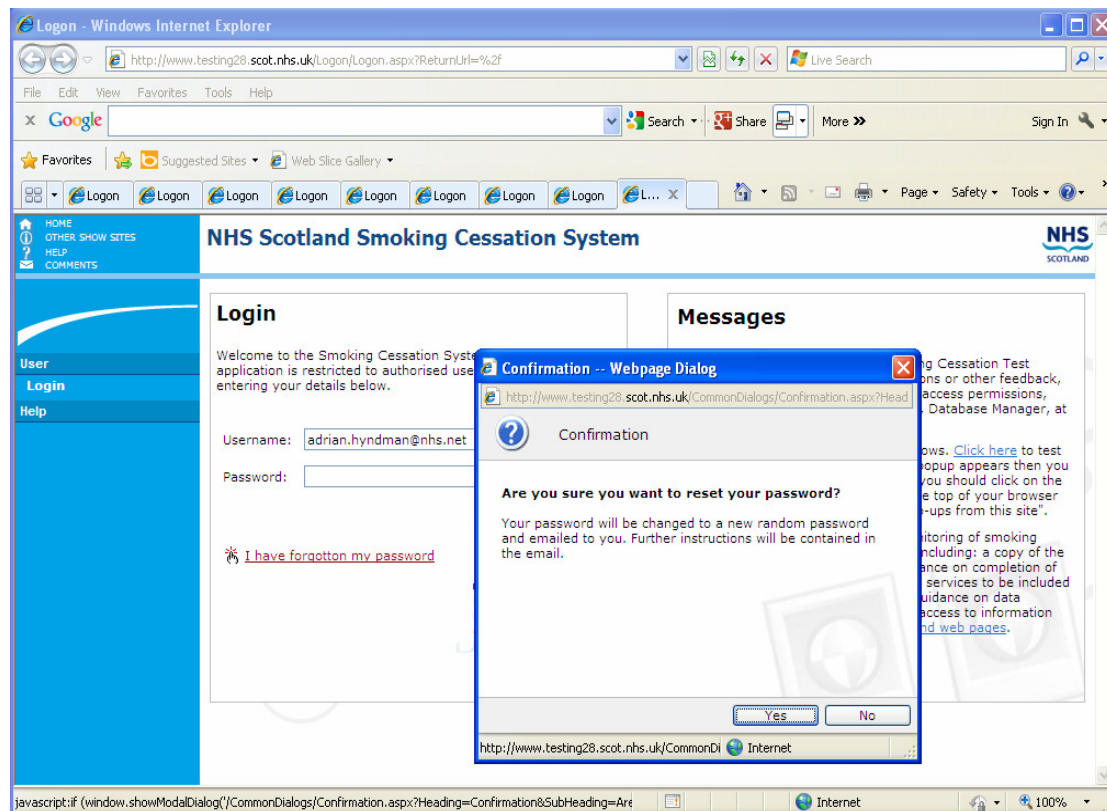 Logon - Windows Internet Explorer
http://www.testing28.scot.nhs.uk/Logon/Logon.aspx?ReturnUrl=%2f
Live Search
File Edit View Favorites Tools Help
x Google
Search Share More »
Sign In
Favorites Suggested Sites Web Slice Gallery
Logon Logon Logon Logon Logon Logon Logon Logon L... X
Page Safety Tools
HOME
OTHER SHOW SITES
HELP
COMMENTS
NHS Scotland Smoking Cessation System
NHS
SCOTLAND
User
Login
Help
Login
Welcome to the Smoking Cessation Syste
application is restricted to authorised use
entering your details below.
Username: adrian.hyndman@nhs.net
Password:
I have forgotton my password
Messages
ng Cessation Test
ons or other feedback,
access permissions,
Database Manager, at
ows. Click here to test
popup appears then you
you should click on the
e top of your browser
-ups from this site".
itoring of smoking
ncluding: a copy of the
ance on completion of
services to be included
uidance on data
access to information
nd web pages.
Confirmation -- Webpage Dialog
http://www.testing28.scot.nhs.uk/CommonDialogs/Confirmation.aspx?Head
Confirmation
Are you sure you want to reset your password?
Your password will be changed to a new random password
and emailed to you. Further instructions will be contained in
the email.
Yes No
http://www.testing28.scot.nhs.uk/CommonDi Internet
javascript:if (window.showModalDialog('/CommonDialogs/Confirmation.aspx?Heading=Confirmation&SubHeading=Are
Internet
100%